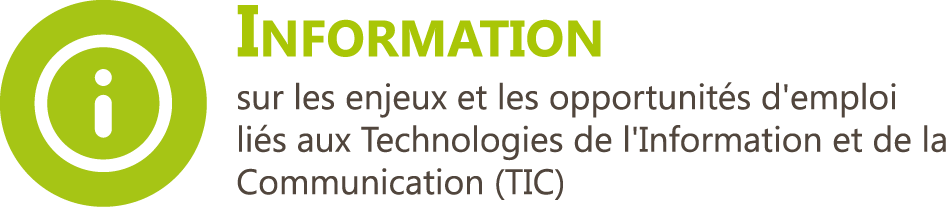 INFORMATION
sur les enjeux et les opportunités d'emploi
liés aux Technologies de l'Information et de la
Communication (TIC)